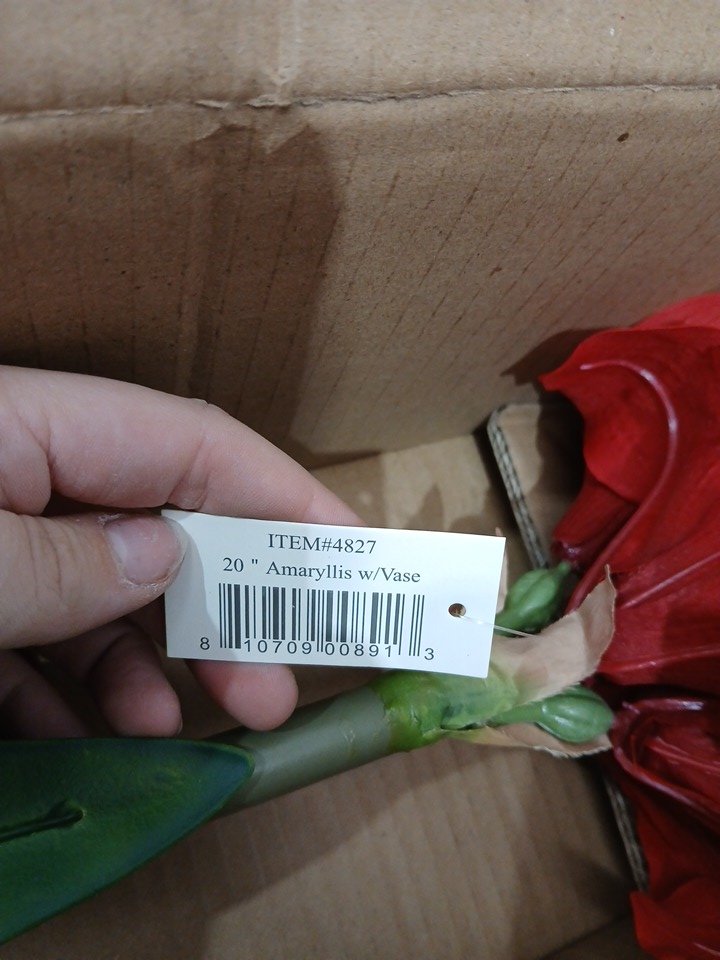 ITEM#4827
20 " Amaryllis w/Vase
8 10709 00891 3